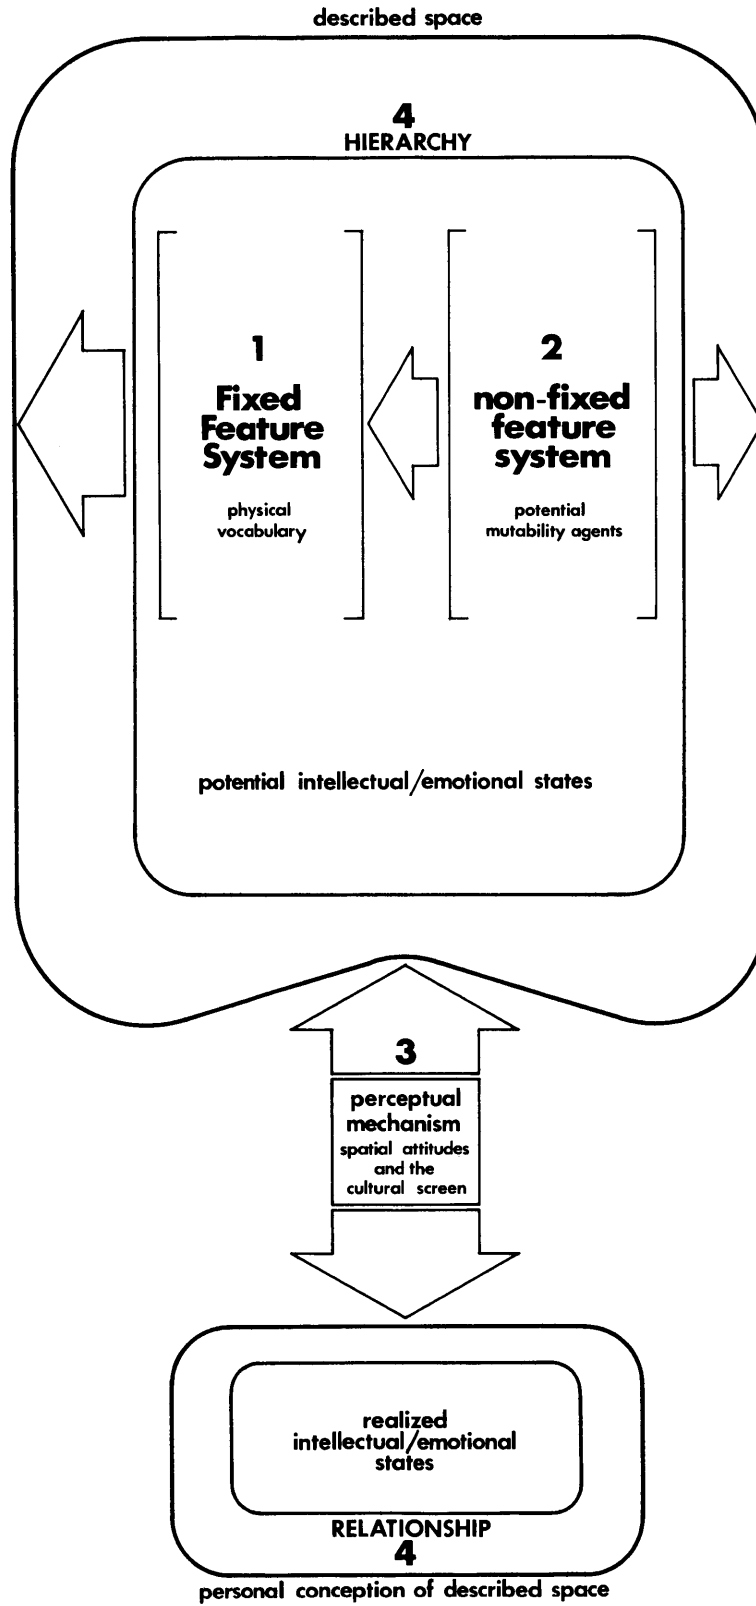 described space
4
HIERARCHY
1
Fixed
Feature
System
physical
vocabulary
2
non-fixed
feature
system
potential
mutability agents
potential intellectual/emotional states
3
perceptual
mechanism
spatial attitudes
and the
cultural screen
realized
intellectual/emotional
states
RELATIONSHIP
4
personal conception of described space